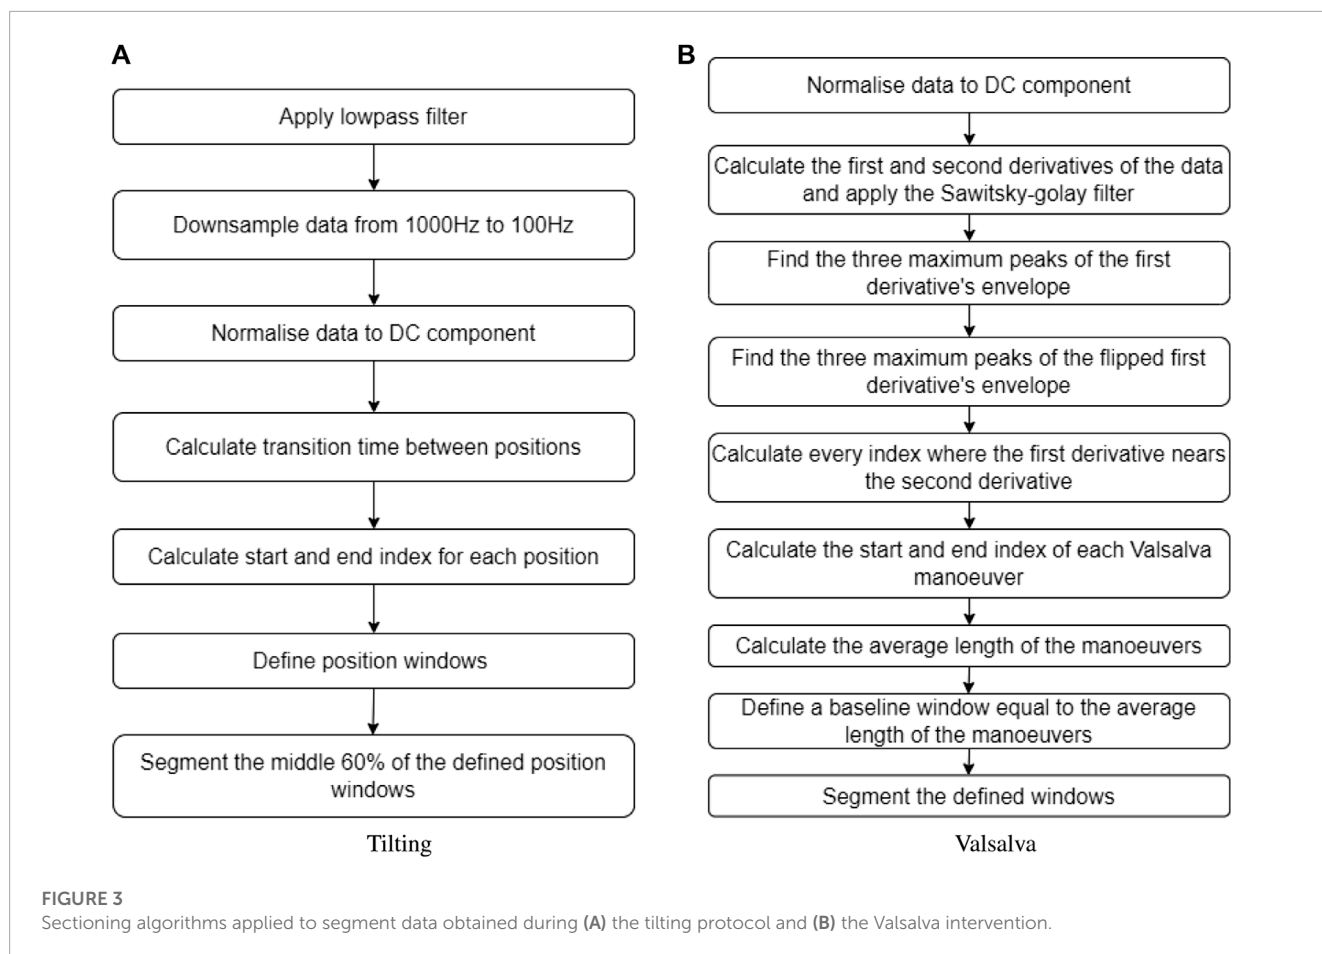 A
Apply lowpass filter
Downsample data from 1000Hz to 100Hz
Normalise data to DC component
Calculate transition time between positions
Calculate start and end index for each position
Define position windows
Segment the middle 60% of the defined position
windows
Tilting
B
Normalise data to DC component
Calculate the first and second derivatives of the data
and apply the Sawitsky-golay filter
Find the three maximum peaks of the first
derivative's envelope
Find the three maximum peaks of the flipped first
derivative's envelope
Calculate every index where the first derivative nears
the second derivative
Calculate the start and end index of each Valsalva
manoeuver
Calculate the average length of the manoeuvers
Define a baseline window equal to the average
length of the manoeuvers
Segment the defined windows
Valsalva
FIGURE 3
Sectioning algorithms applied to segment data obtained during (A) the tilting protocol and (B) the Valsalva intervention.